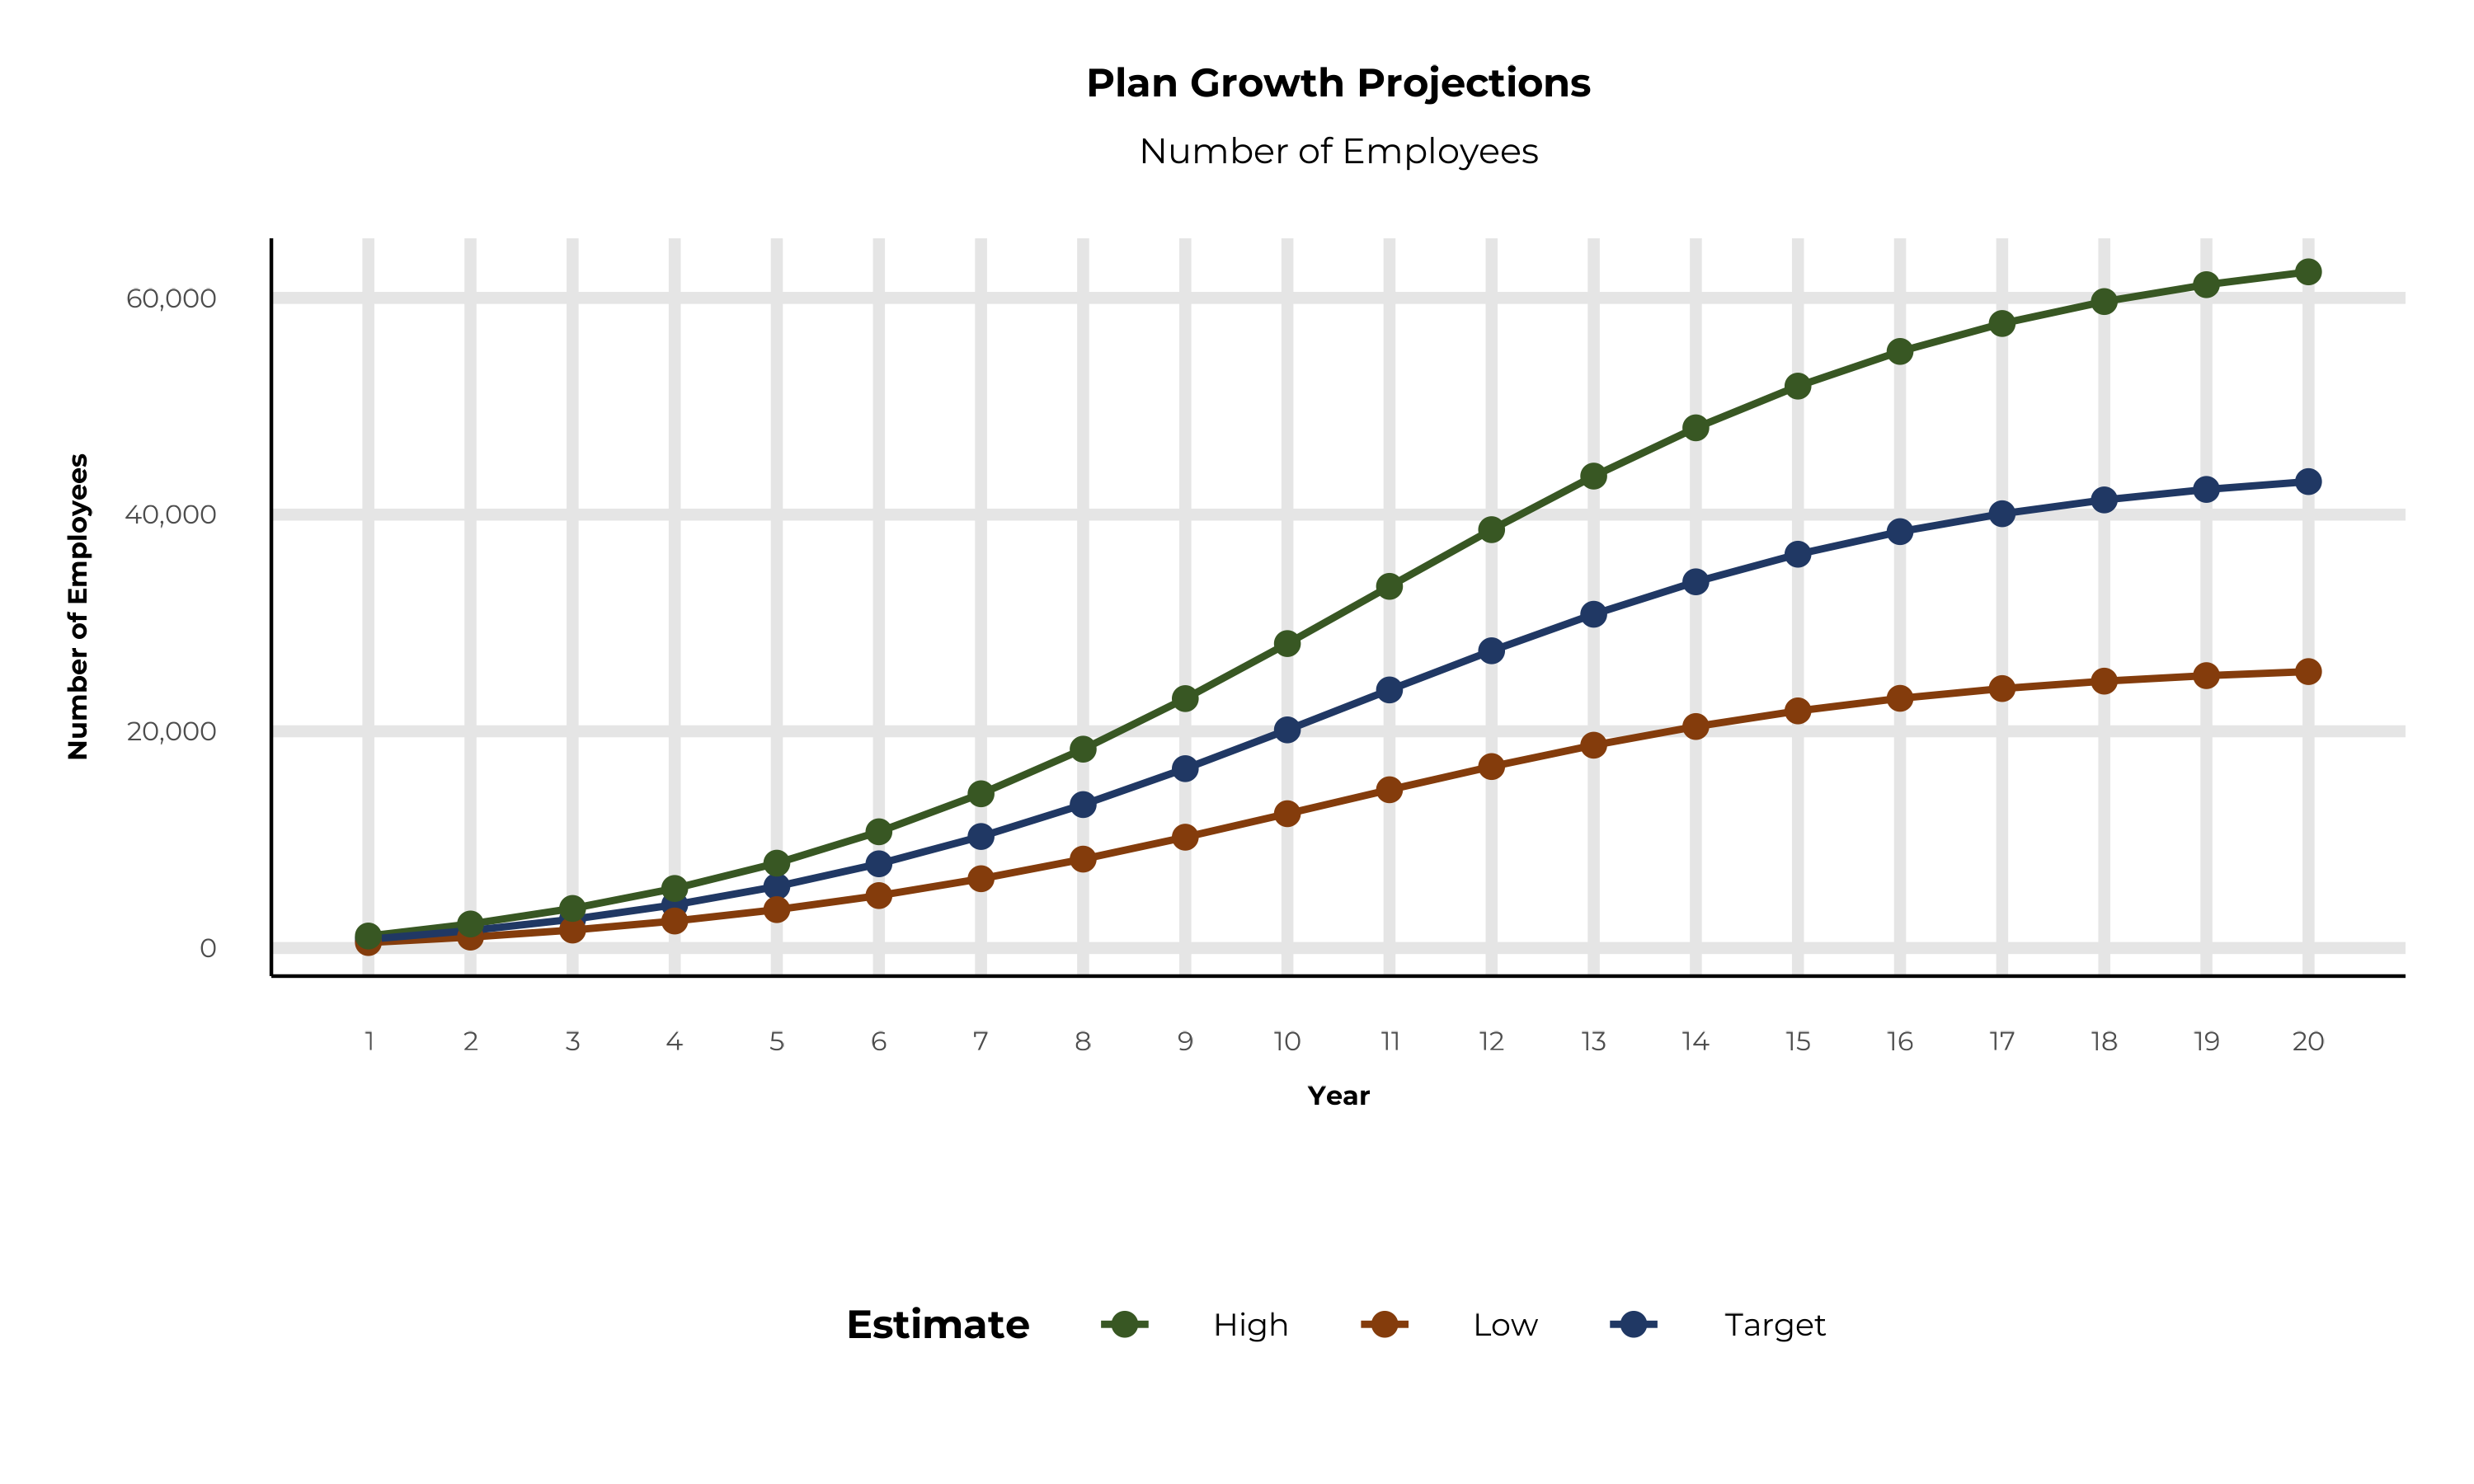 Plan Growth Projections
Number of Employees
Number of Employees
60,000
40,000
20,000
0
1 2 3 4 5 6 7 8 9 10 11 12 13 14 15 16 17 18 19 20
Year
Estimate High Low Target